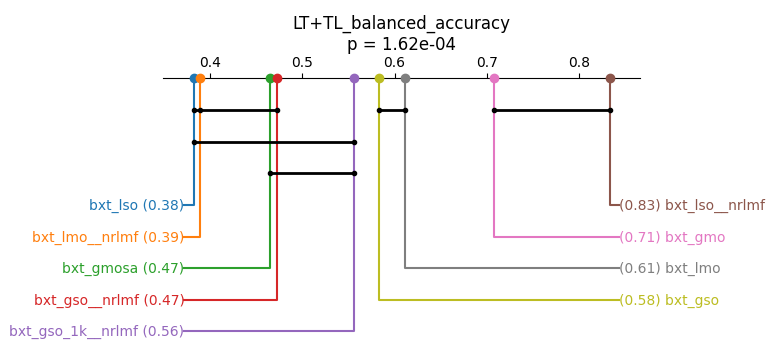 LT+TL_balanced_accuracy
p = 1.62e-04
0.4 0.5 0.6 0.7 0.8
bxt_lso (0.38)
(0.83) bxt_lso__nrlmf
bxt_lmo__nrlmf (0.39)
(0.71) bxt_gmo
bxt_gmosa (0.47)
(0.61) bxt_lmo
bxt_gso__nrlmf (0.47)
(0.58) bxt_gso
bxt_gso_1k__nrlmf (0.56)